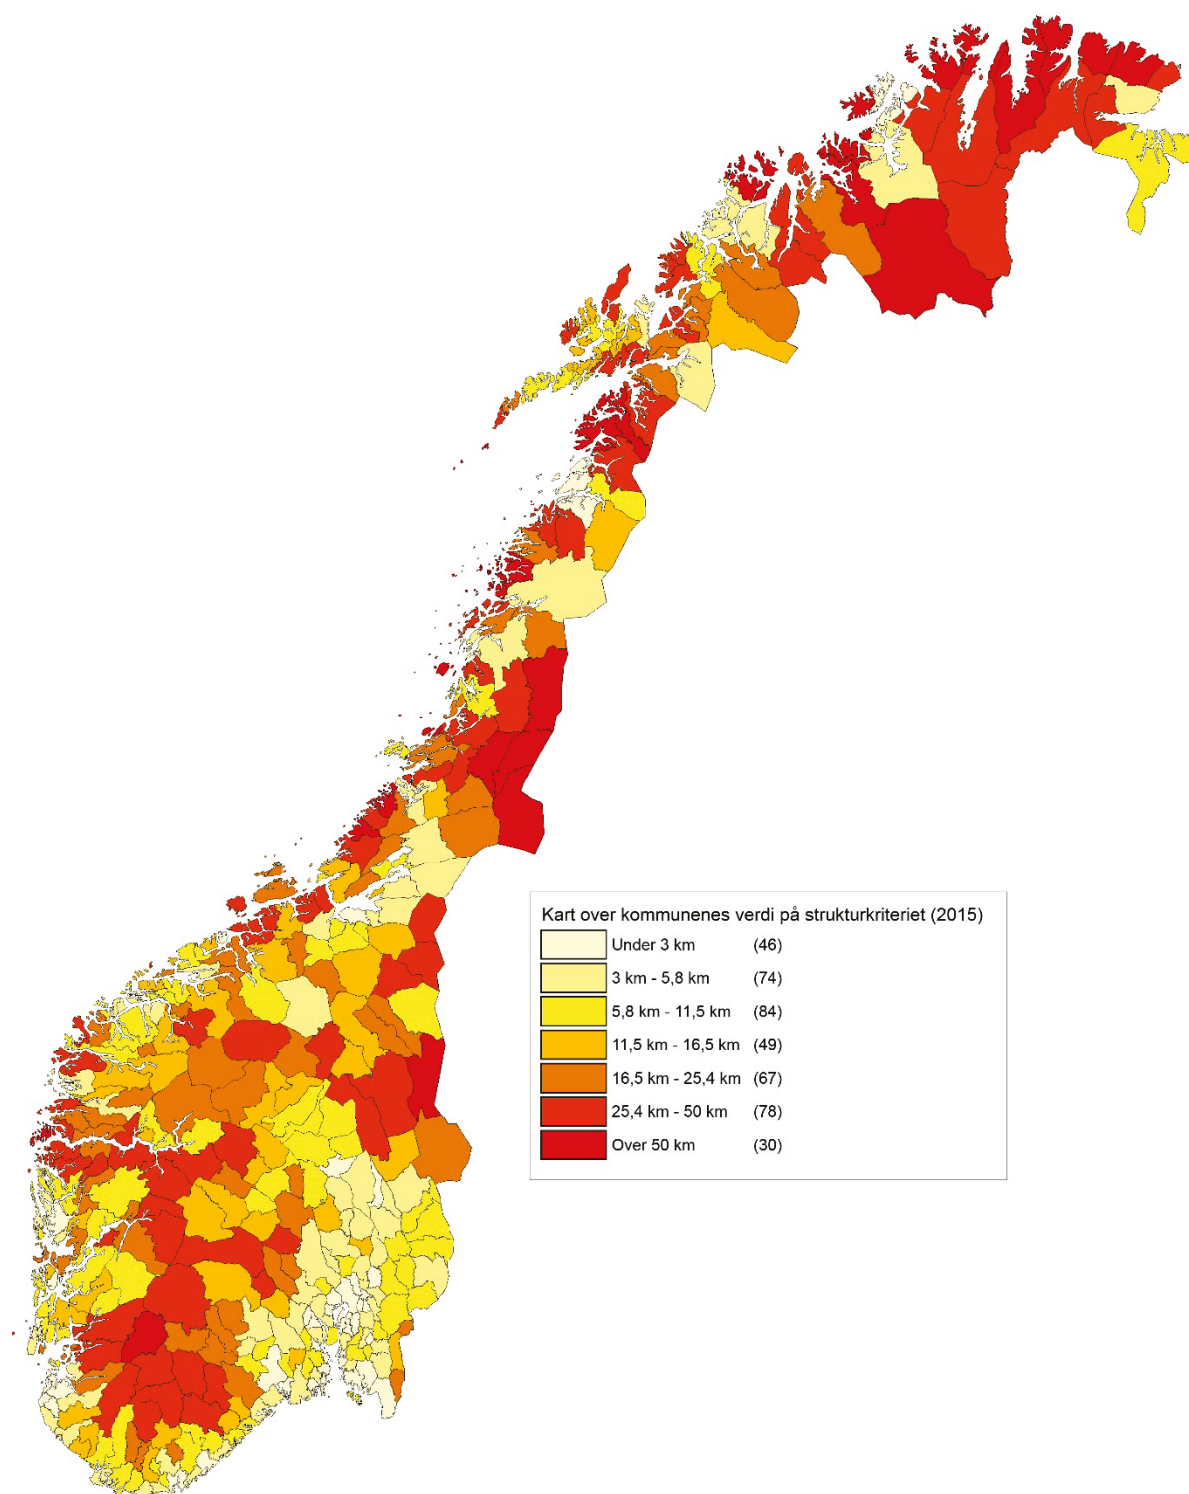 Kart over kommunenes verdi på strukturkriteriet (2015)
Under 3 km (46)
3 km - 5,8 km (74)
5,8 km - 11,5 km (84)
11,5 km - 16,5 km (49)
16,5 km - 25,4 km (67)
25,4 km - 50 km (78)
Over 50 km (30)